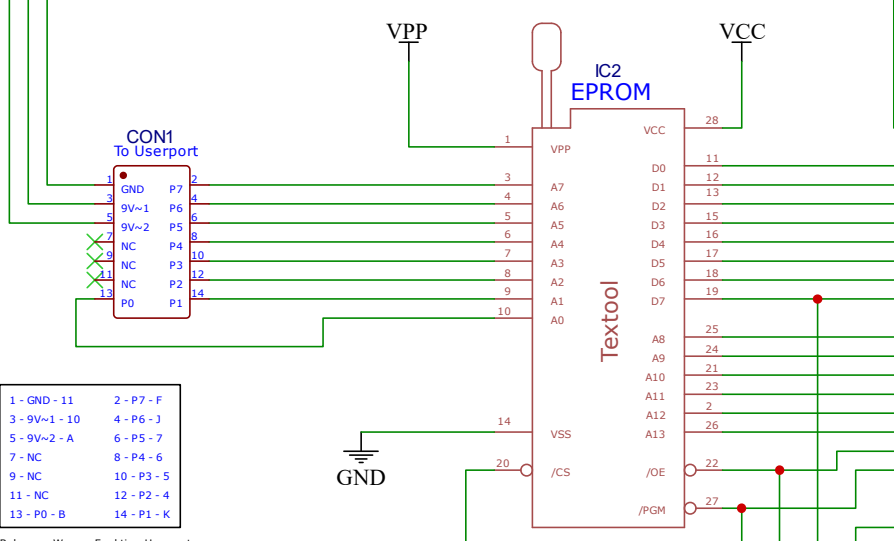 VPP
VCC
IC2
EPROM
CON1
To Userport
1 GND P7 2
3 9V~1 P6 4
5 9V~2 P5 6
7 NC P4 8
9 NC P3 10
11 NC P2 12
13 P0 P1 14
1 VPP
3 A7
4 A6
5 A5
6 A4
7 A3
8 A2
9 A1
10 A0
14 VSS
20 /CS
Textool
VCC 28
D0 11
D1 12
D2 13
D3 15
D4 16
D5 17
D6 18
D7 19
A8 25
A9 24
A10 21
A11 23
A12 2
A13 26
/OE 22
/PGM 27
GND
1 - GND - 11 2 - P7 - F
3 - 9V~1 - 10 4 - P6 - J
5 - 9V~2 - A 6 - P5 - 7
7 - NC 8 - P4 - 6
9 - NC 10 - P3 - 5
11 - NC 12 - P2 - 4
13 - P0 - B 14 - P1 - K